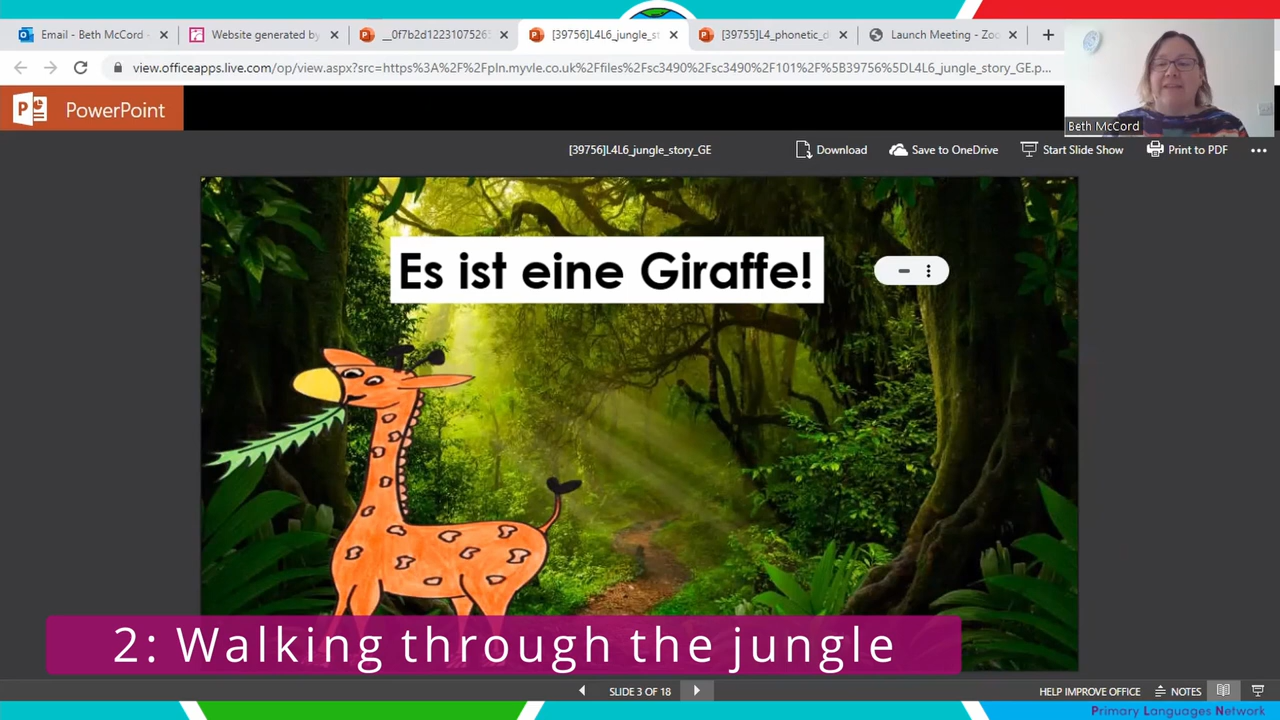 Email - Beth McCord -
Website generated by
__0f7b2d12231075265
[39756]L4L6_jungle_st
[39755]L4_phonetic_d
Launch Meeting - Zoo
view.officeapps.live.com/op/view.aspx?src=https%3A%2F%2Fpln.myvle.co.uk%2Ffiles%2Fsc3490%2Fsc3490%2F101%2F%5B39756%5DL4L6_jungle_story_GE.p...
PowerPoint
Beth McCord
[39756]L4L6_jungle_story_GE
Download
Save to OneDrive
Start Slide Show
Print to PDF
Es ist eine Giraffe!
2: Walking through the jungle
SLIDE 3 OF 18
HELP IMPROVE OFFICE
NOTES
Primary Languages Network